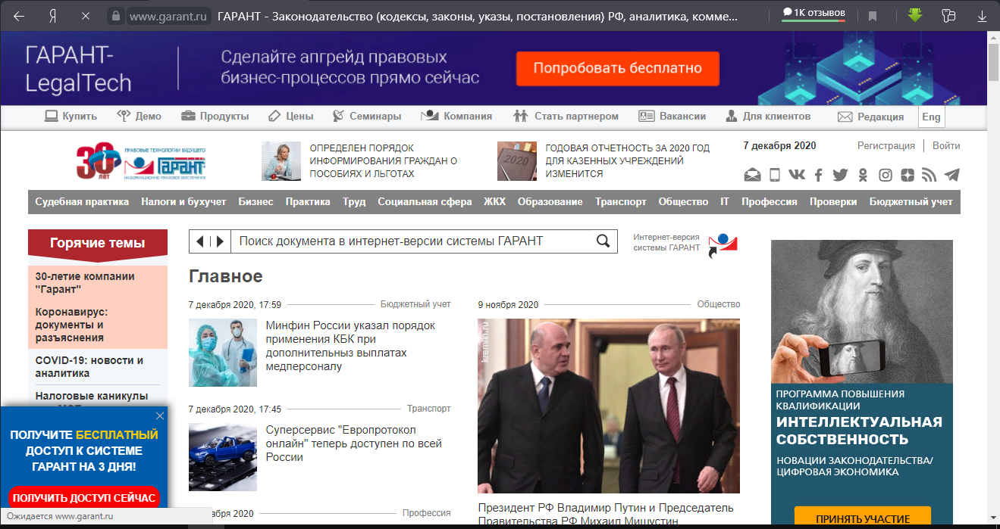 www.garant.ru ГАРАНТ - Законодательство (кодексы, законы, указы, постановления) РФ, аналитика, комме... 1К отзывов
ГАРАНТ-
LegalTech
Сделайте апгрейд правовых
бизнес-процессов прямо сейчас
Попробовать бесплатно
Купить Демо Продукты Цены Семинары Компания Стать партнером Вакансии Для клиентов Редакция Eng
30
лет
ПРАВОВЫЕ ТЕХНОЛОГИИ БУДУЩЕГО
ГАРАНТ
ИНФОРМАЦИОННО-ПРАВОВОЕ ОБЕСПЕЧЕНИЕ
ОПРЕДЕЛЕН ПОРЯДОК
ИНФОРМИРОВАНИЯ ГРАЖДАН О
ПОСОБИЯХ И ЛЬГОТАХ
2020
ГОДОВАЯ ОТЧЕТНОСТЬ ЗА 2020 ГОД
ДЛЯ КАЗЕННЫХ УЧРЕЖДЕНИЙ
ИЗМЕНИТСЯ
7 декабря 2020
Регистрация Войти
Судебная практика Налоги и бухучет Бизнес Практика Труд Социальная сфера ЖКХ Образование Транспорт Общество IT Профессия Проверки Бюджетный учет
Горячие темы
30-летие компании
"Гарант"
Коронавирус:
документы и
разъяснения
COVID-19: новости и
аналитика
Налоговые каникулы
ПОЛУЧИТЕ БЕСПЛАТНЫЙ
ДОСТУП К СИСТЕМЕ
ГАРАНТ НА 3 ДНЯ!
ПОЛУЧИТЬ ДОСТУП СЕЙЧАС
Ожидается www.garant.ru
Поиск документа в интернет-версии системы ГАРАНТ
Интернет-версия
системы ГАРАНТ
Главное
7 декабря 2020, 17:59 Бюджетный учет
Минфин России указал порядок
применения КБК при
дополнительныз выплатах
медперсоналу
7 декабря 2020, 17:45 Транспорт
Суперсервис "Европротокол
онлайн" теперь доступен по всей
России
абря 2020 Профессия
9 ноября 2020 Общество
kremlin.ru
Президент РФ Владимир Путин и Председатель
Правительства РФ Михаил Мишустин
ПРОГРАММА ПОВЫШЕНИЯ
КВАЛИФИКАЦИИ
ИНТЕЛЛЕКТУАЛЬНАЯ
СОБСТВЕННОСТЬ
НОВАЦИИ ЗАКОНОДАТЕЛЬСТВА/
ЦИФРОВАЯ ЭКОНОМИКА
ПРИНЯТЬ УЧАСТИЕ